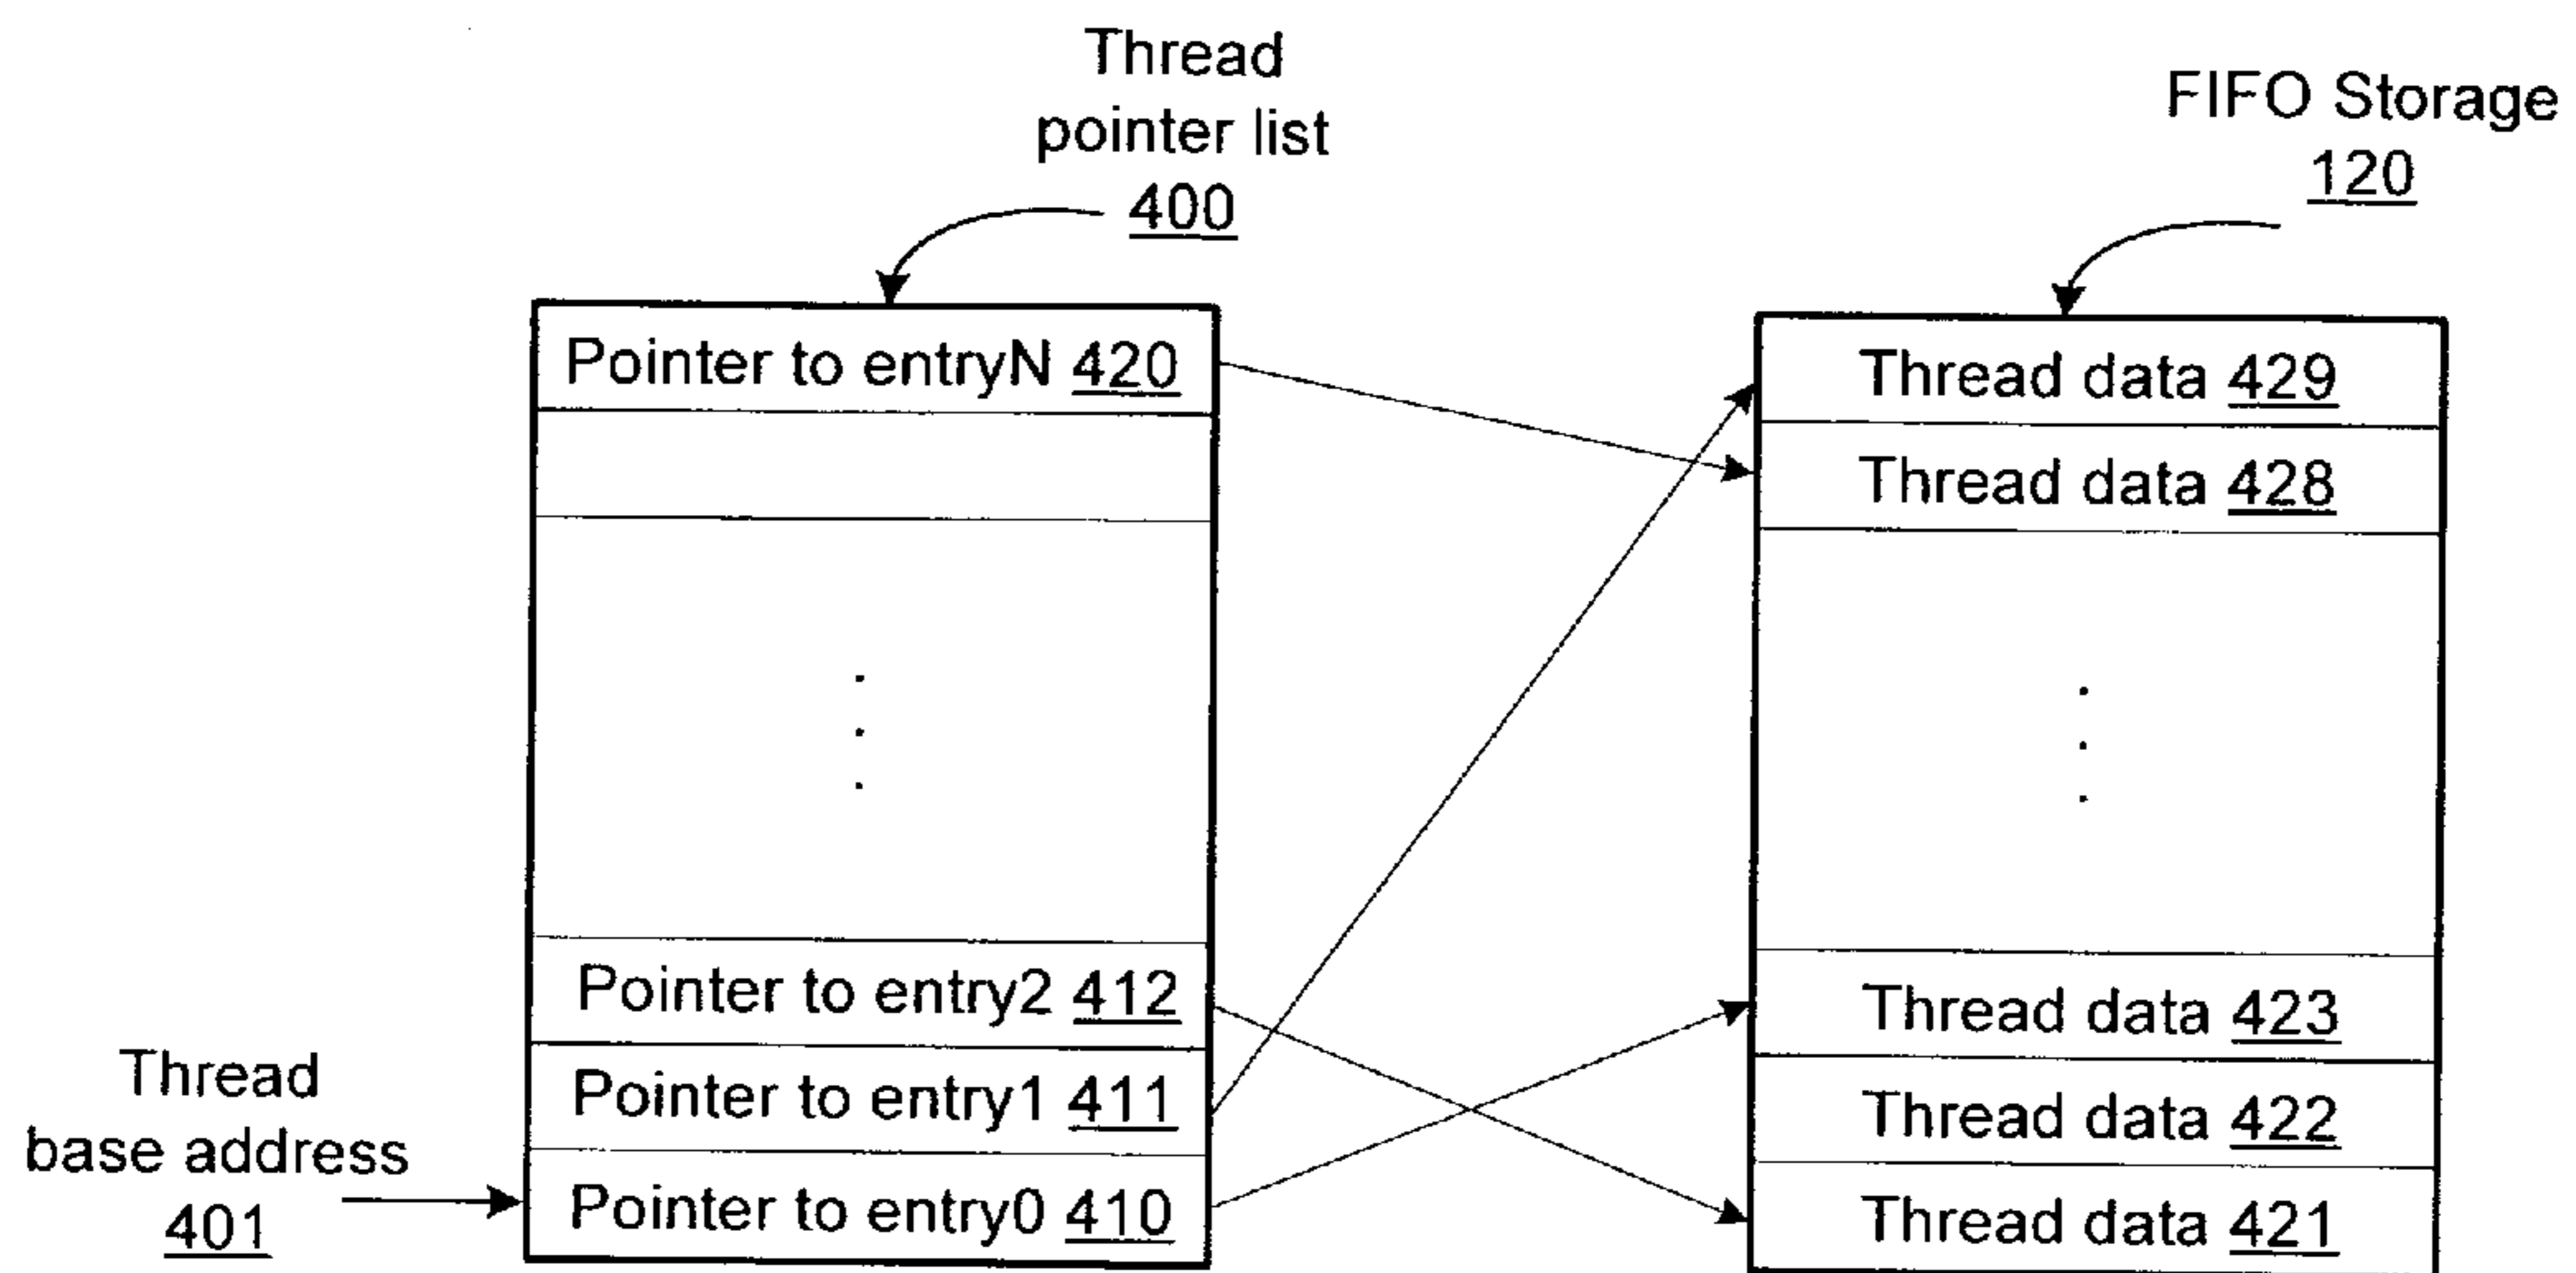 Thread
pointer list
400
FIFO Storage
120
Pointer to entryN 420
Pointer to entry2 412
Pointer to entry1 411
Pointer to entry0 410
Thread
base address
401
Thread data 429
Thread data 428
Thread data 423
Thread data 422
Thread data 421